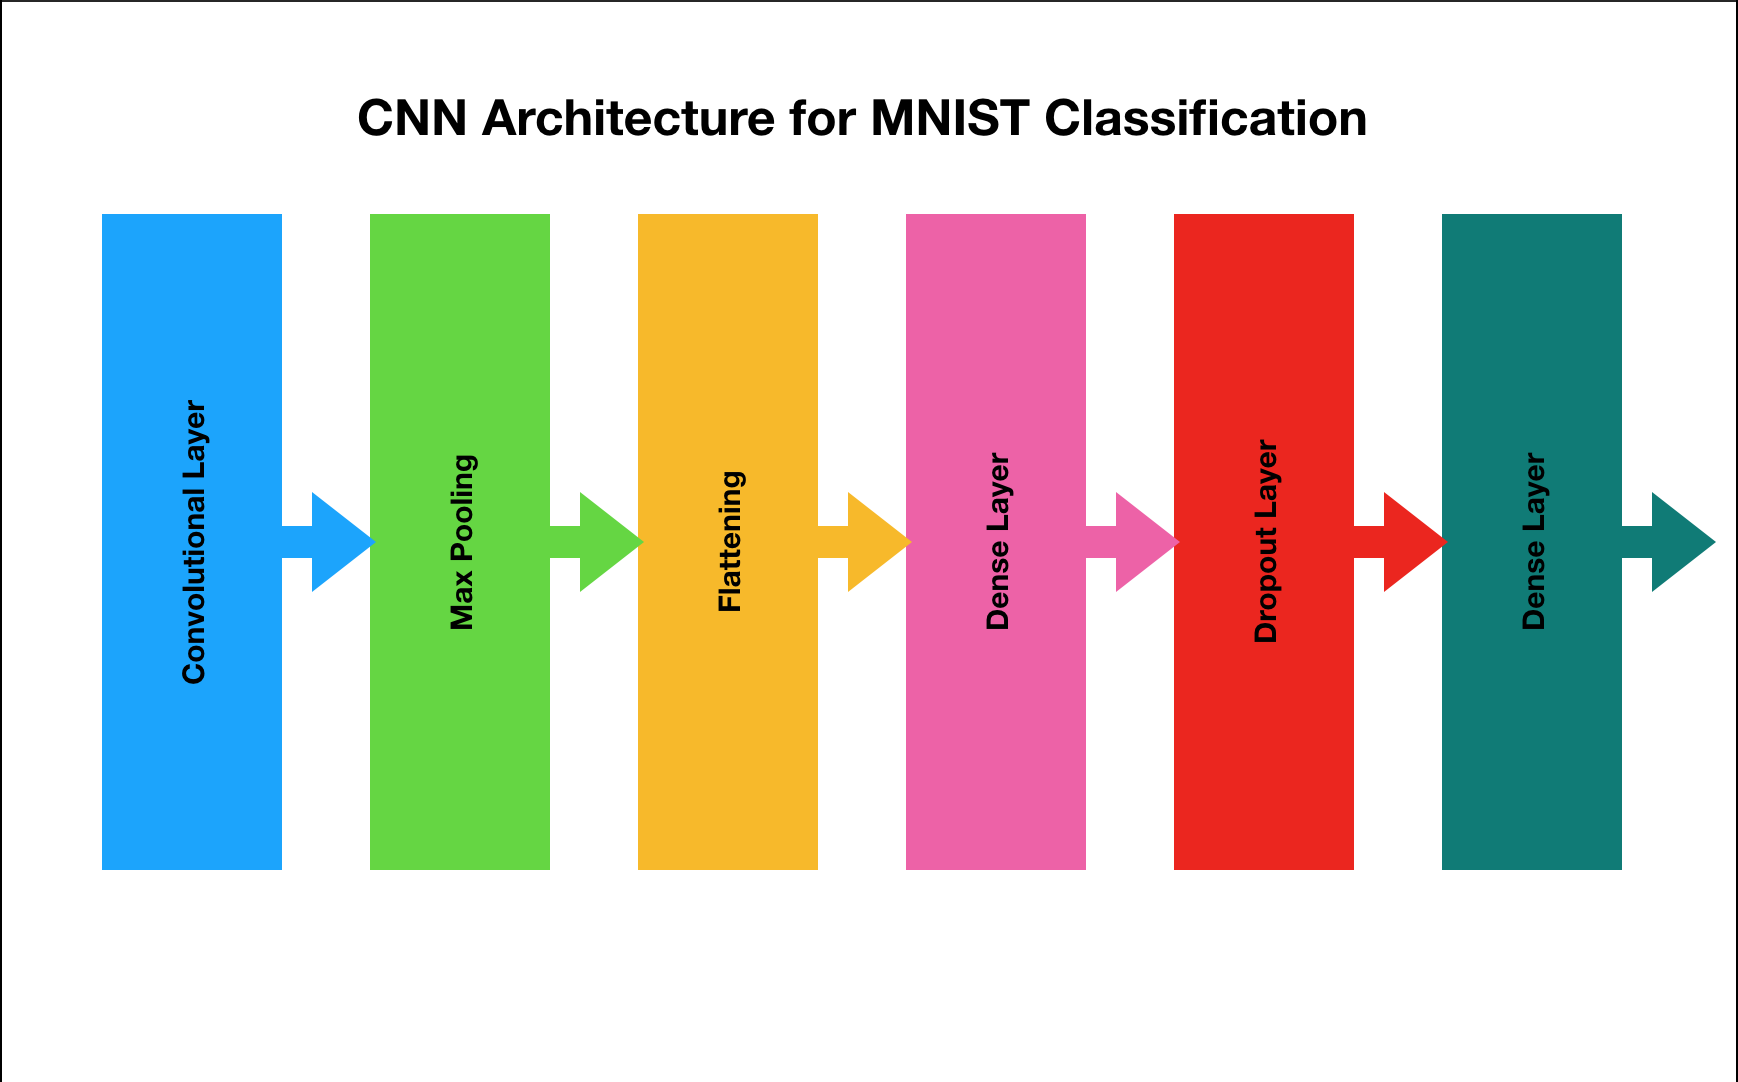 CNN Architecture for MNIST Classification
Convolutional Layer
Max Pooling
Flattening
Dense Layer
Dropout Layer
Dense Layer